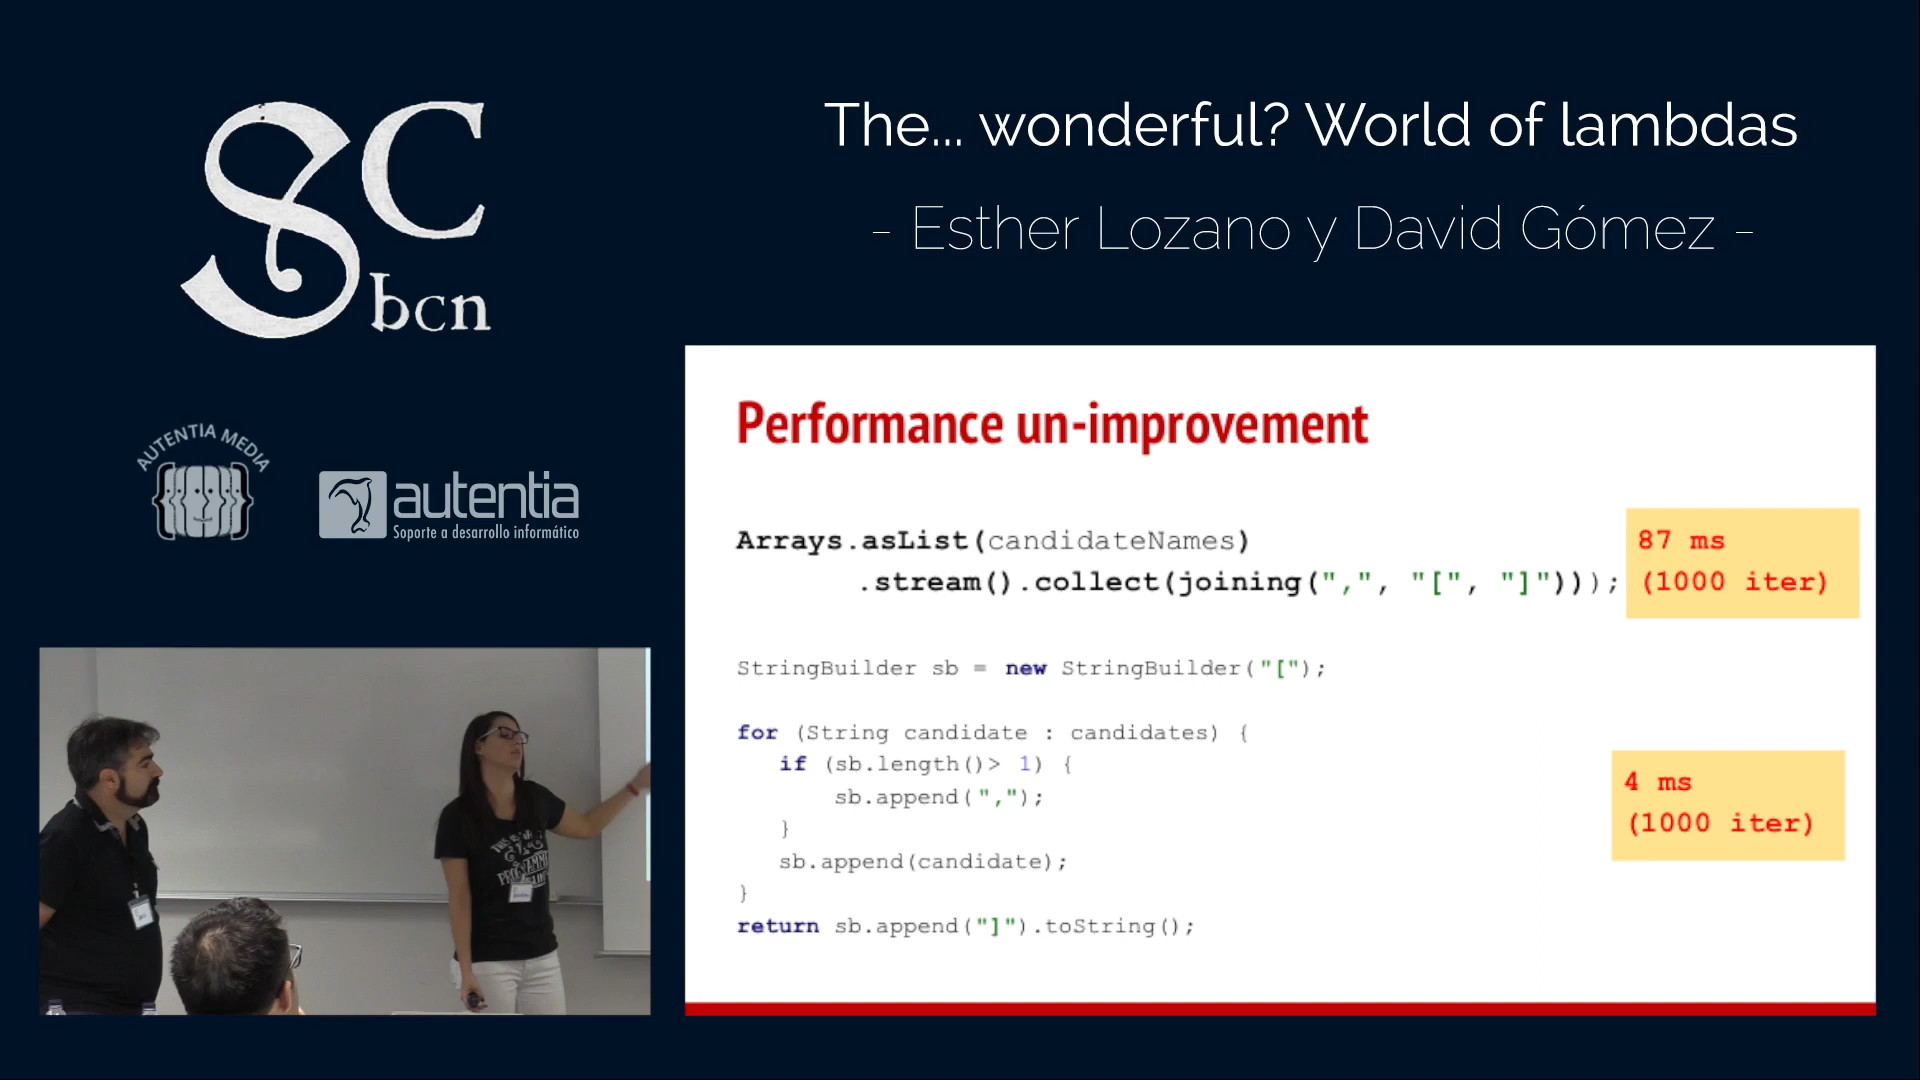 SC
bcn
The... wonderful? World of lambdas
- Esther Lozano y David Gómez -
AUTENTIA MEDIA
autentia
Soporte a desarrollo informático
Performance un-improvement
Arrays.asList(candidateNames)
.stream().collect(joining(",", "[", "]")));
87 ms
(1000 iter)
StringBuilder sb = new StringBuilder("[");
for (String candidate : candidates) {
if (sb.length()> 1) {
sb.append(",");
}
sb.append(candidate);
}
return sb.append("]").toString();
4 ms
(1000 iter)